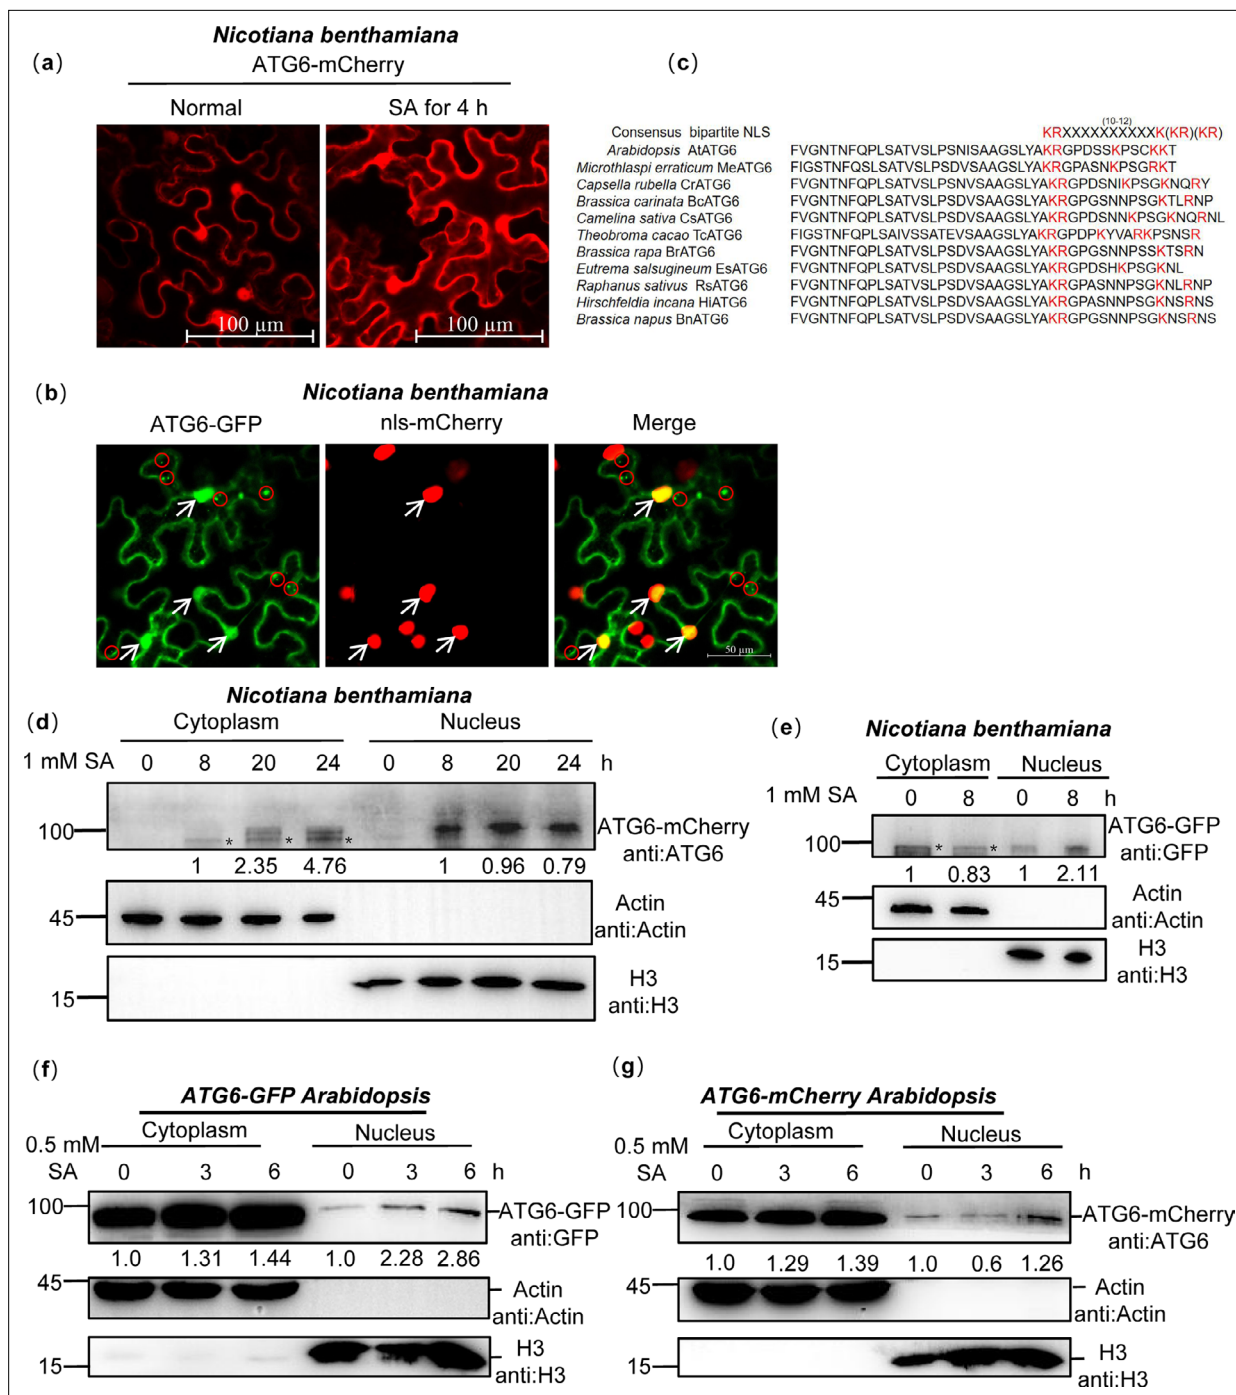 Nicotiana benthamiana
(a)
ATG6-mCherry
Normal
SA for 4 h
100 µm
100 µm
(c)
(10-12)
Consensus bipartite NLS KRXXXXXXXXXXK(KR)(KR)
Arabidopsis AtATG6 FVGNTNFQPLSATVSLPSNISAAGSLYAKRGPDSSKPSCKKT
Microthlaspi erraticum MeATG6 FIGSTNFQSLSATVSLPSDVSAAGSLYAKRGPASNKPSGRKT
Capsella rubella CrATG6 FVGNTNFQPLSATVSLPSNVSAAGSLYAKRGPDSNIKPSGKNQRY
Brassica carinata BcATG6 FVGNTNFQPLSATVSLPSDVSAAGSLYAKRGPGSNNPSGKTLRNP
Camelina sativa CsATG6 FVGNTNFQPLSATVSLPSDVSAAGSLYAKRGPDSNNKPSGKNQRNL
Theobroma cacao TcATG6 FIGSTNFQPLSAIVSSATEVSAAGSLYAKRGPDPKYVARKPSNSR
Brassica rapa BrATG6 FVGNTNFQPLSATVSLPSDVSAAGSLYAKRGPGSNNPSSKTSRN
Eutrema salsugineum EsATG6 FVGNTNFQPLSATVSLPSDVSAAGSLYAKRGPDSHKPSGKNL
Raphanus sativus RsATG6 FVGNTNFQPLSATVSLPSDVSAAGSLYAKRGPASNNPSGKNLRNP
Hirschfeldia incana HiATG6 FVGNTNFQPLSATVSLPSDVSAAGSLYAKRGPASNNPSGKNSRNS
Brassica napus BnATG6 FVGNTNFQPLSATVSLPSDVSAAGSLYAKRGPGSNNPSGKNSRNS
Nicotiana benthamiana
(b)
ATG6-GFP
nls-mCherry
Merge
50 µm
Nicotiana benthamiana
(d)
Cytoplasm Nucleus
1 mM SA 0 8 20 24 0 8 20 24 h
100
* * *
ATG6-mCherry
anti:ATG6
1 2.35 4.76 1 0.96 0.79
45
Actin
anti:Actin
15
H3
anti:H3
(e)
Nicotiana benthamiana
Cytoplasm Nucleus
1 mM SA 0 8 0 8 h
100
* *
ATG6-GFP
anti:GFP
1 0.83 1 2.11
45
Actin
anti:Actin
15
H3
anti:H3
(f)
ATG6-GFP Arabidopsis
Cytoplasm Nucleus
0.5 mM
SA 0 3 6 0 3 6 h
100
ATG6-GFP
anti:GFP
1.0 1.31 1.44 1.0 2.28 2.86
45
Actin
anti:Actin
15
H3
anti:H3
(g)
ATG6-mCherry Arabidopsis
Cytoplasm Nucleus
0.5 mM
SA 0 3 6 0 3 6 h
100
ATG6-mCherry
anti:ATG6
1.0 1.29 1.39 1.0 0.6 1.26
45
Actin
anti:Actin
15
H3
anti:H3